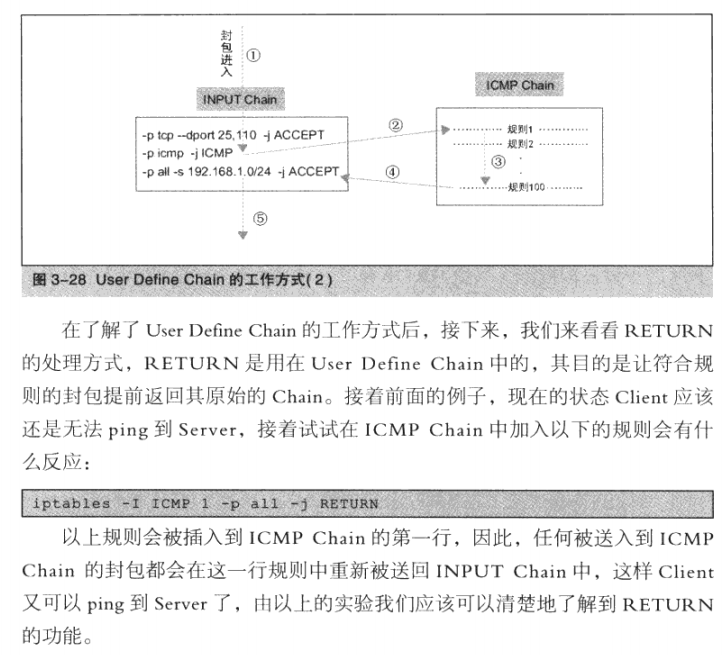 封包进入
①
INPUT Chain
ICMP Chain
-p tcp --dport 25,110 -j ACCEPT
-p icmp -j ICMP
-p all -s 192.168.1.0/24 -j ACCEPT
②
规则1
规则2
③
规则100
④
⑤
图 3-28 User Define Chain 的工作方式(2)
在了解了 User Define Chain 的工作方式后，接下来，我们来看看 RETURN
的处理方式，RETURN 是用在 User Define Chain 中的，其目的是让符合规
则的封包提前返回其原始的 Chain。接着前面的例子，现在的状态 Client 应该
还是无法 ping 到 Server，接着试试在 ICMP Chain 中加入以下的规则会有什
么反应：
iptables -I ICMP 1 -p all -j RETURN
以上规则会被插入到 ICMP Chain 的第一行，因此，任何被送入到 ICMP
Chain 的封包都会在这一行规则中重新被送回 INPUT Chain 中，这样 Client
又可以 ping 到 Server 了，由以上的实验我们应该可以清楚地了解到 RETURN
的功能。